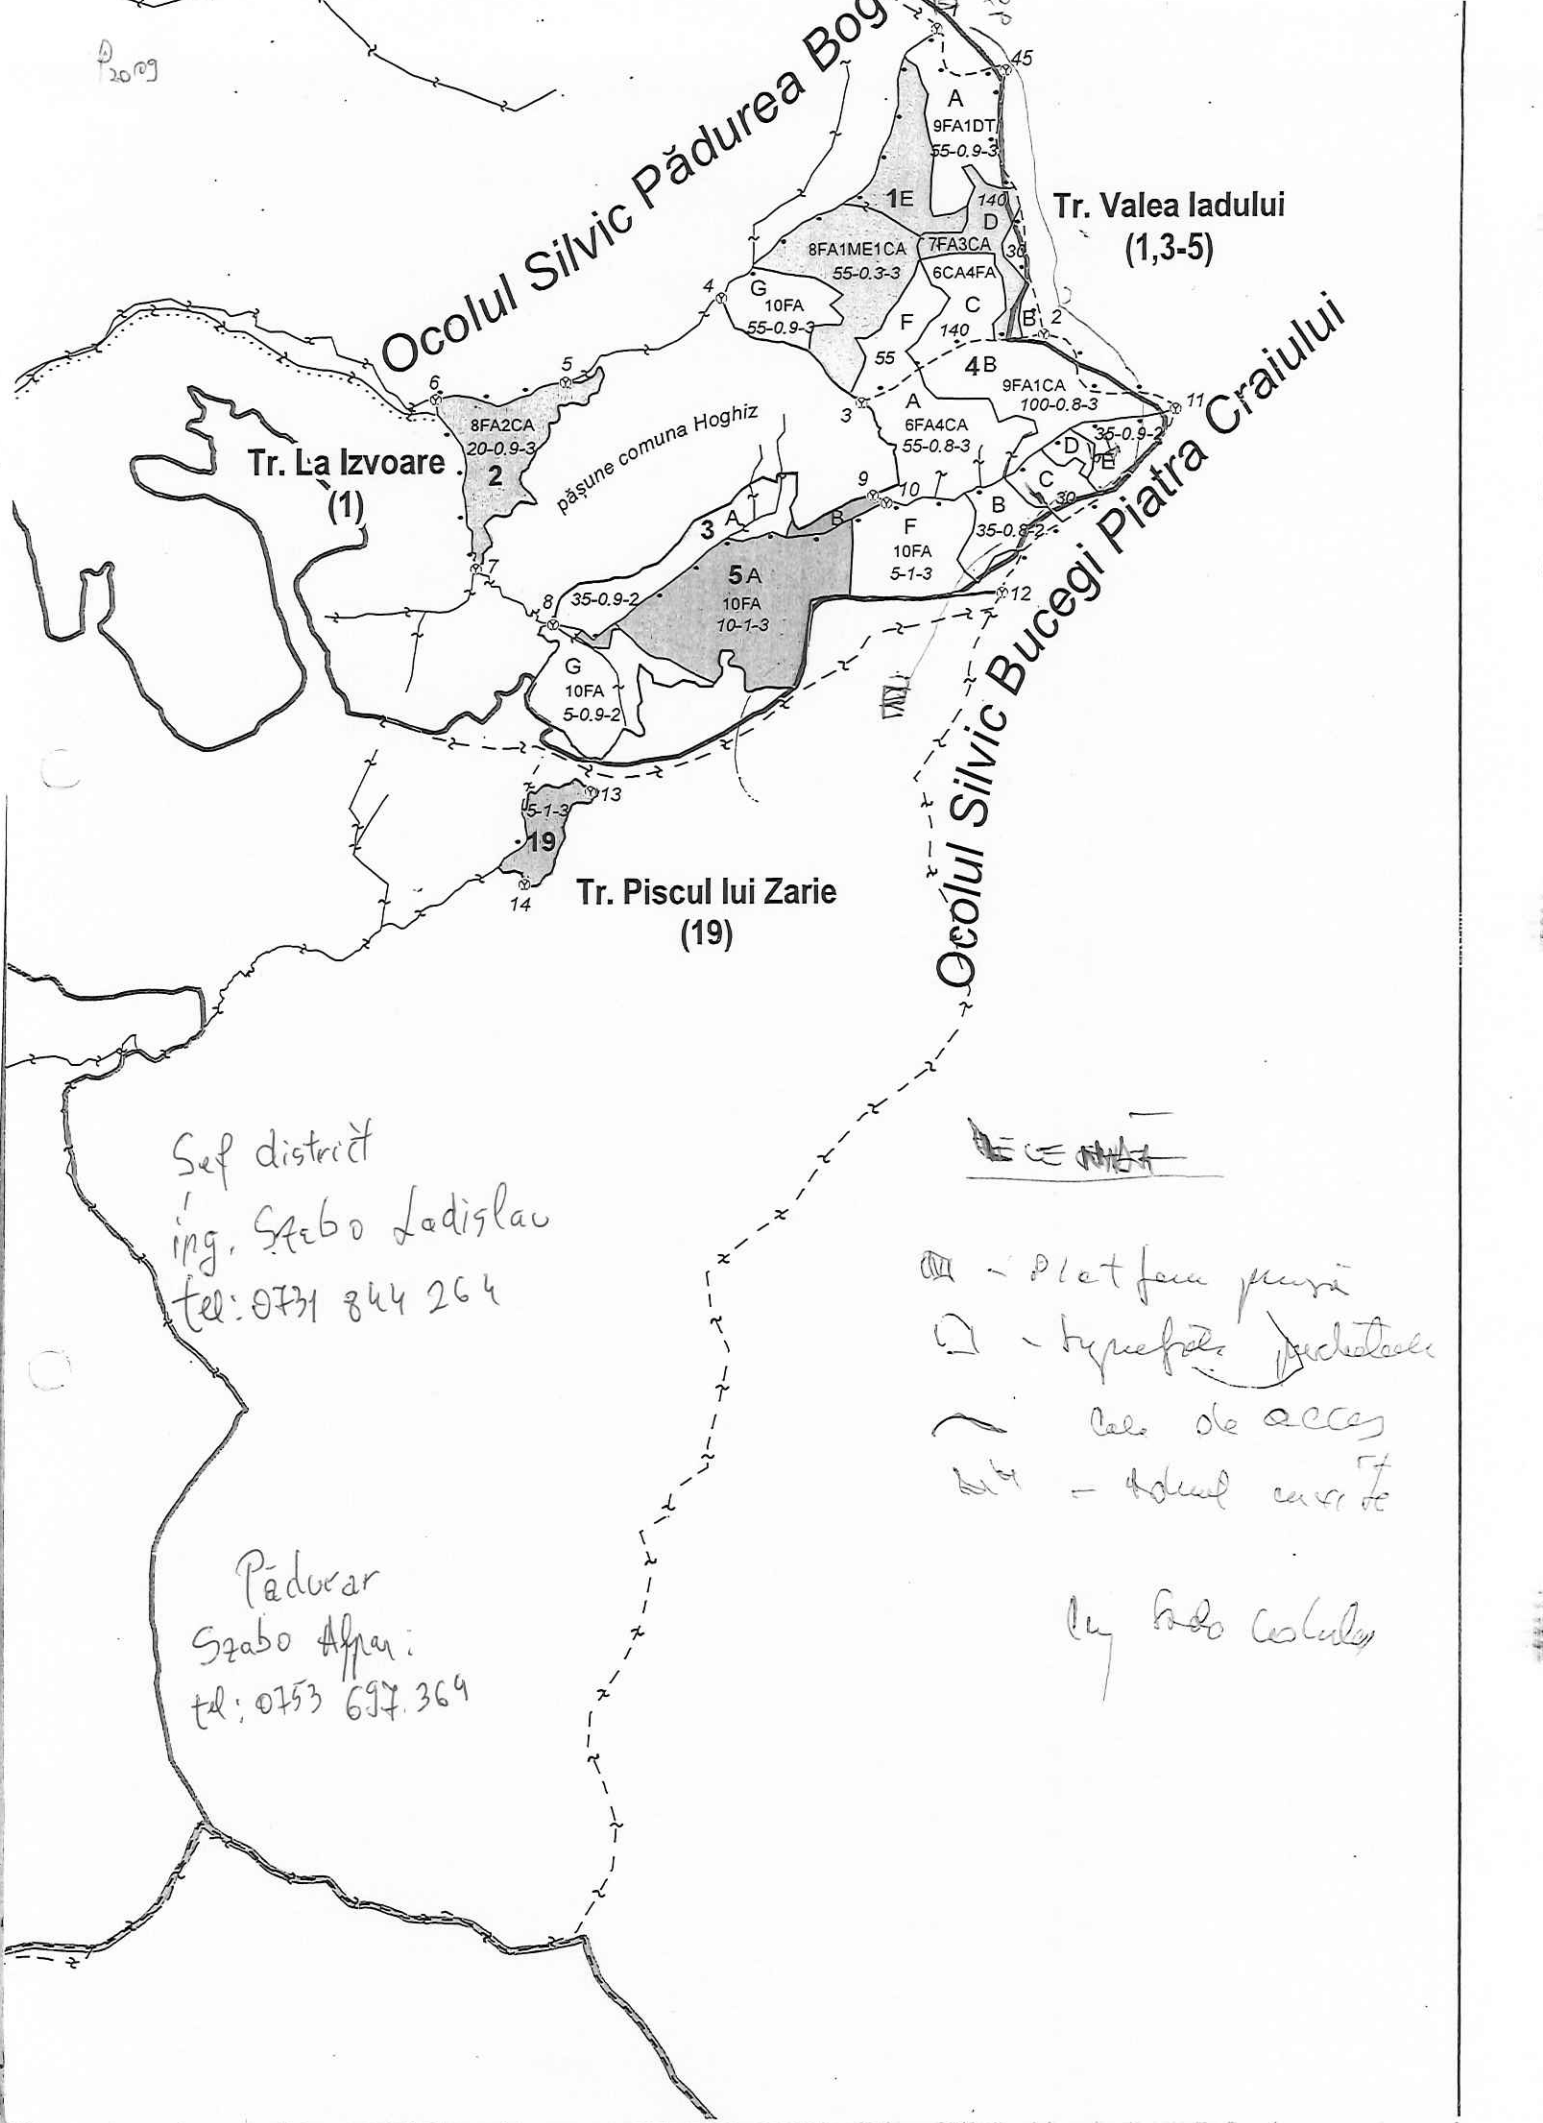 P2009
Ocolul Silvic Pădurea Bog
45
A
9FA1DT
55-0.9-3
1E
140
D
Tr. Valea Iadului
(1,3-5)
8FA1ME1CA
55-0.3-3
7FA3CA
30
6CA4FA
4
G
10FA
55-0.9-3
F
C
140
B
2
55
4B
5
6
9FA1CA
100-0.8-3
11
3
A
6FA4CA
55-0.8-3
8FA2CA
20-0.9-3
2
pășune comuna Hoghiz
35-0.9-2
D
E
C
30
Tr. La Izvoare
(1)
9
10
B
35-0.8-2
3
A
B
F
10FA
5-1-3
7
5A
10FA
10-1-3
12
8
35-0.9-2
G
10FA
5-0.9-2
Ocolul Silvic Bucegi Piatra Craiului
13
5-1-3
19
14
Tr. Piscul lui Zarie
(19)
Sef district
ing. Szabo Ladislau
tel: 0731 844 264
Cale de acces
Pădurar
Szabo
tel: 0753 697.369